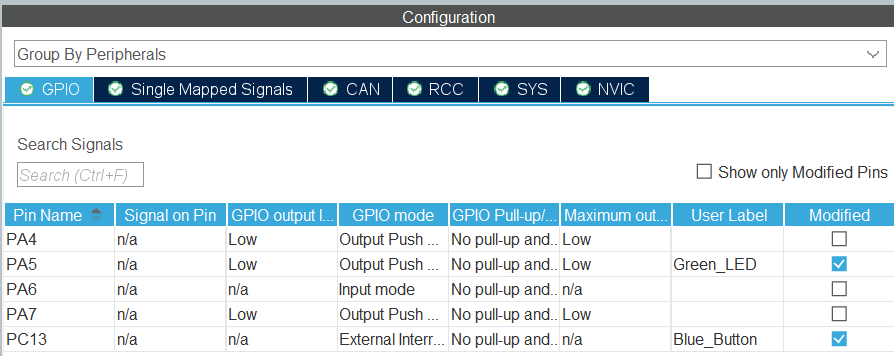 Configuration
Group By Peripherals
GPIO Single Mapped Signals CAN RCC SYS NVIC
Search Signals
Search (Ctrl+F)
Show only Modified Pins
Pin Name Signal on Pin GPIO output l... GPIO mode GPIO Pull-up/... Maximum out... User Label Modified
PA4 n/a Low Output Push ... No pull-up and... Low
PA5 n/a Low Output Push ... No pull-up and... Low Green_LED
PA6 n/a n/a Input mode No pull-up and... n/a
PA7 n/a Low Output Push ... No pull-up and... Low
PC13 n/a n/a External Interr... No pull-up and... n/a Blue_Button